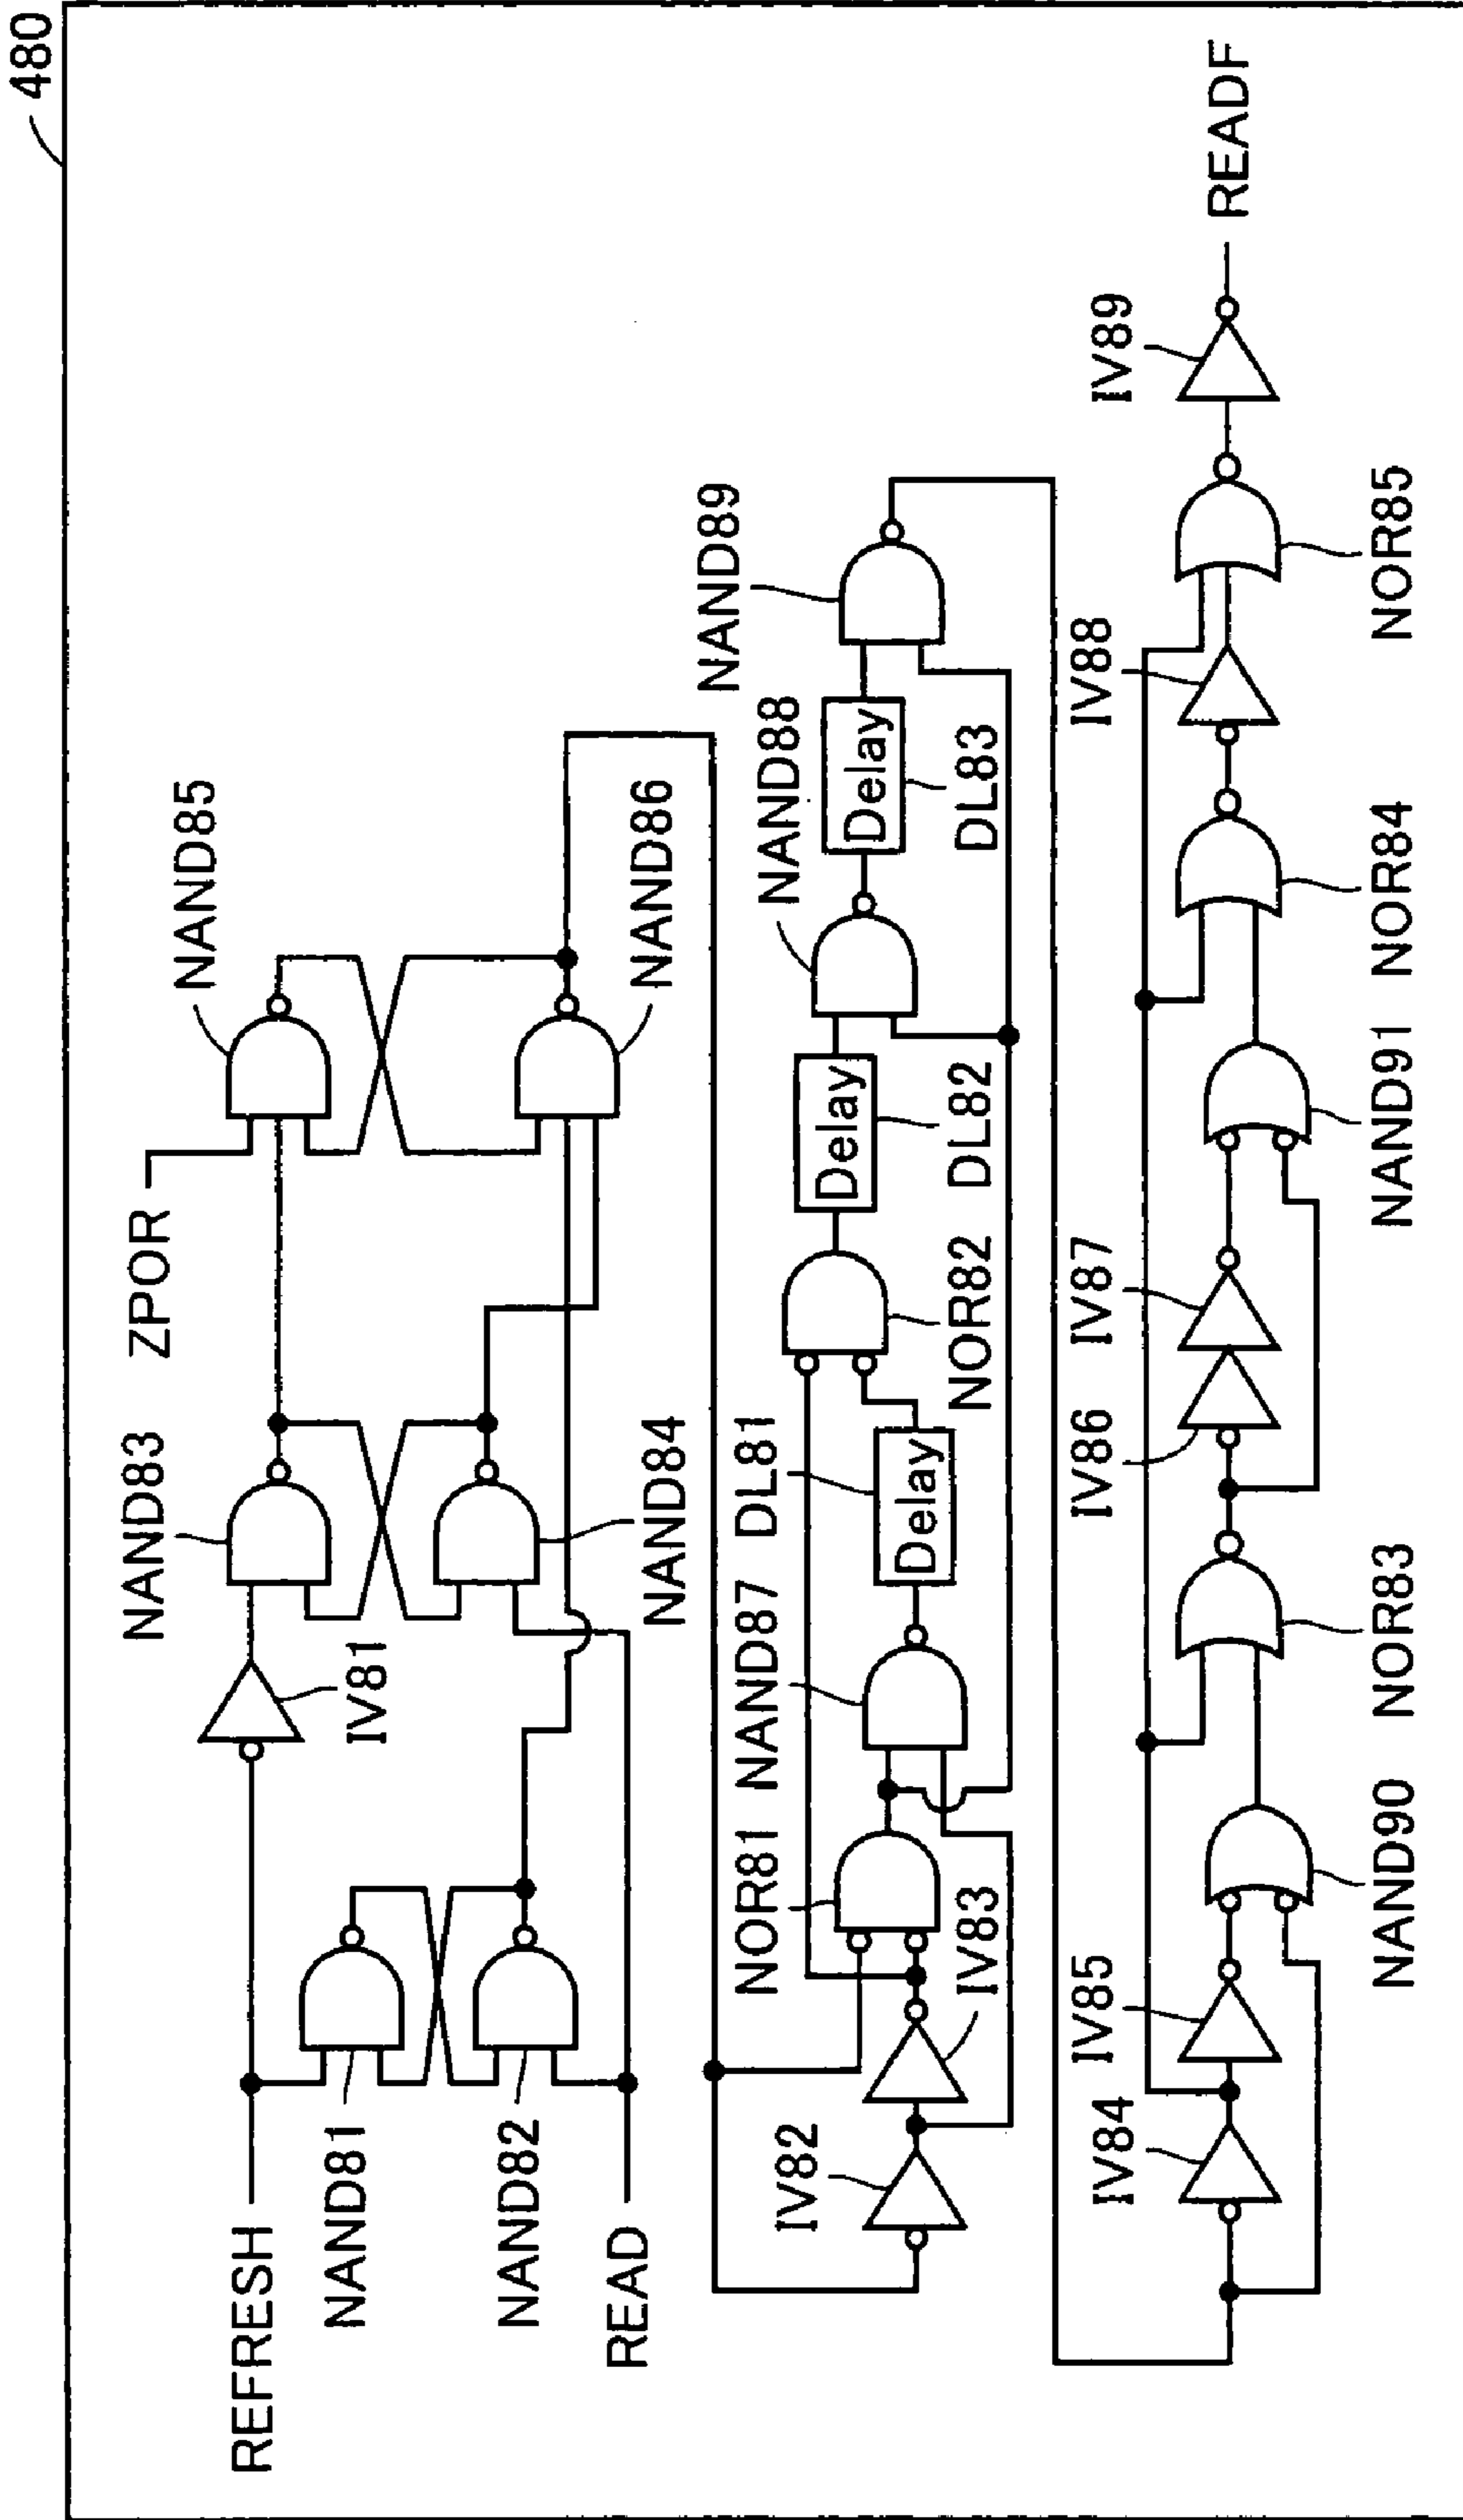 480
REFRESH
IV81
NAND83
ZPOR
NAND85
NAND81
NAND82
READ
NAND84
NAND86
IV82
NOR81
IV83
NAND87
DL81
Delay
NOR82
Delay
DL82
NAND88
Delay
DL83
NAND89
IV84
IV85
NAND90
NOR83
IV86
IV87
NAND91
NOR84
IV88
NOR85
IV89
READF